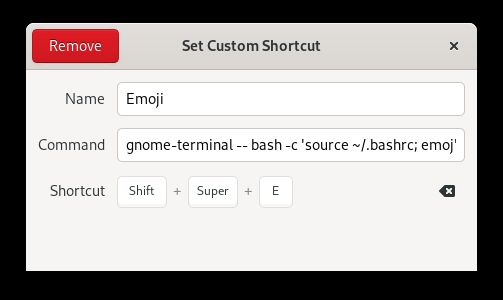 Remove Set Custom Shortcut ×
Name Emoji
Command gnome-terminal -- bash -c 'source ~/.bashrc; emoj'
Shortcut Shift + Super + E